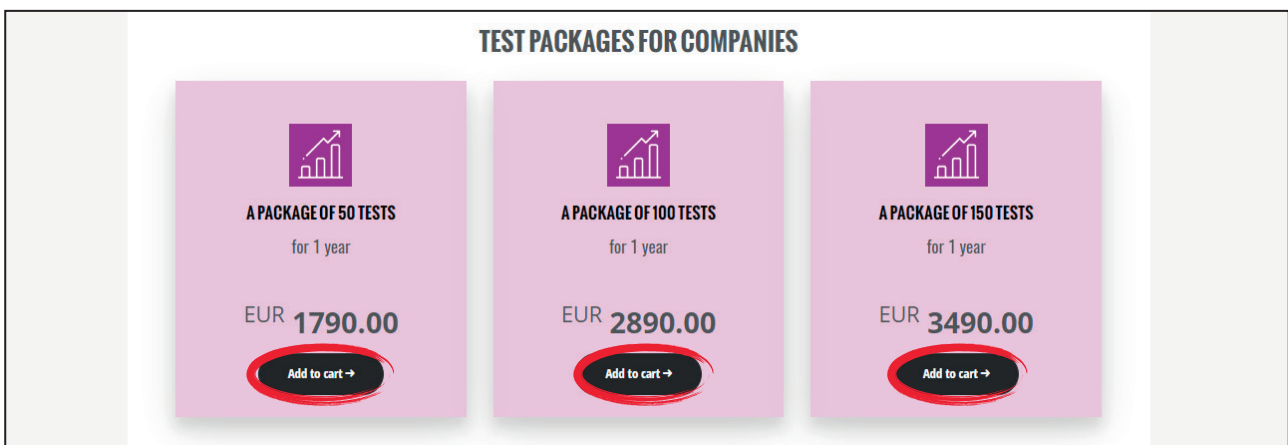 TEST PACKAGES FOR COMPANIES
A PACKAGE OF 50 TESTS
for 1 year
EUR 1790.00
Add to cart →
A PACKAGE OF 100 TESTS
for 1 year
EUR 2890.00
Add to cart →
A PACKAGE OF 150 TESTS
for 1 year
EUR 3490.00
Add to cart →